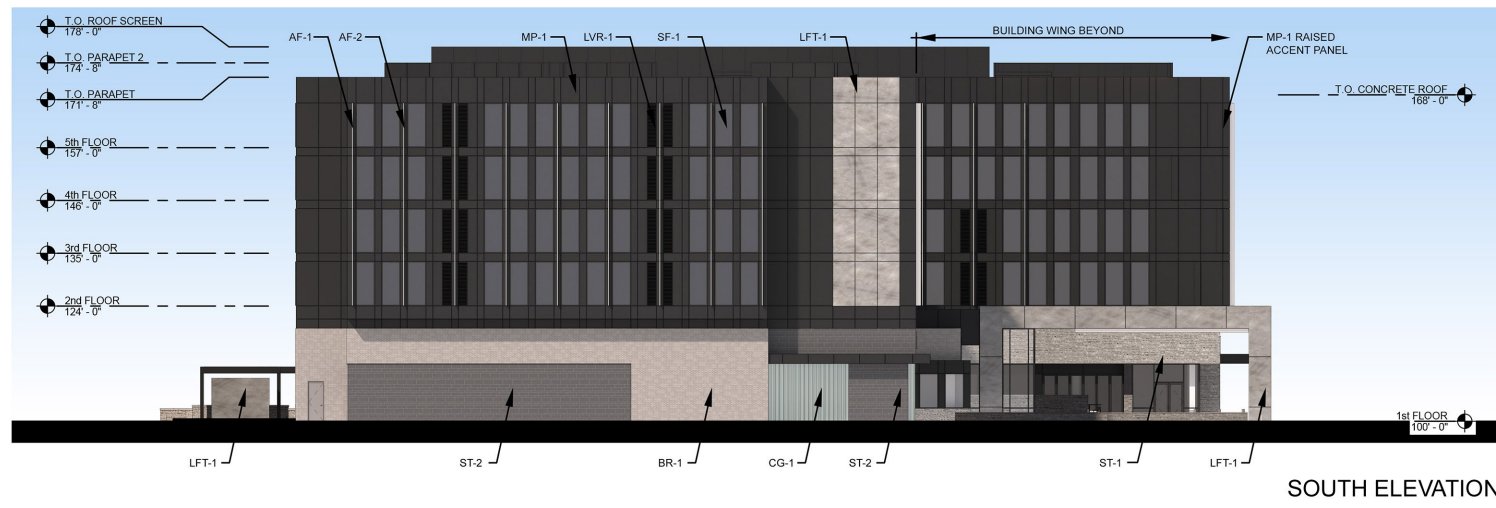 T.O. ROOF SCREEN
178' - 0"
T.O. PARAPET 2
174' - 8"
T.O. PARAPET
171' - 8"
5th FLOOR
157' - 0"
4th FLOOR
146' - 0"
3rd FLOOR
135' - 0"
2nd FLOOR
124' - 0"
AF-1
AF-2
MP-1
LVR-1
SF-1
LFT-1
BUILDING WING BEYOND
MP-1 RAISED
ACCENT PANEL
T.O. CONCRETE ROOF
168' - 0"
1st FLOOR
100' - 0"
LFT-1
ST-2
BR-1
CG-1
ST-2
ST-1
LFT-1
SOUTH ELEVATION